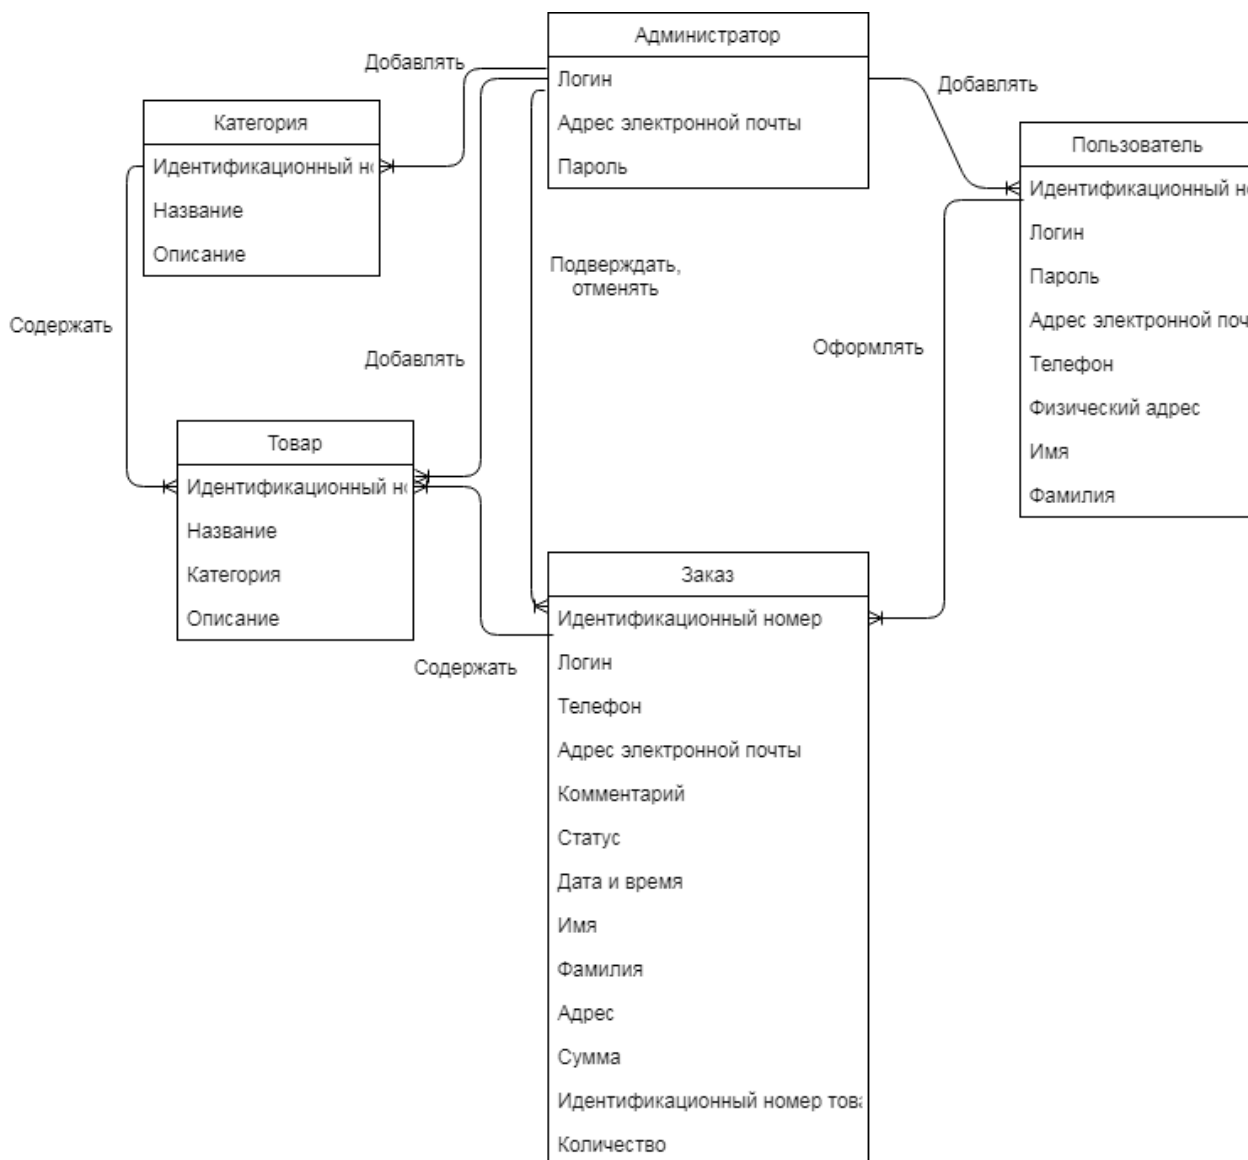 Администратор
Логин
Адрес электронной почты
Пароль
Добавлять
Добавлять
Категория
Идентификационный
Название
Описание
Пользователь
Идентификационный
Логин
Пароль
Адрес электронной
Телефон
Физический адрес
Имя
Фамилия
Подверждать,
отменять
Содержать
Добавлять
Оформлять
Товар
Идентификационный
Название
Категория
Описание
Содержать
Заказ
Идентификационный номер
Логин
Телефон
Адрес электронной почты
Комментарий
Статус
Дата и время
Имя
Фамилия
Адрес
Сумма
Идентификационный номер
Количество